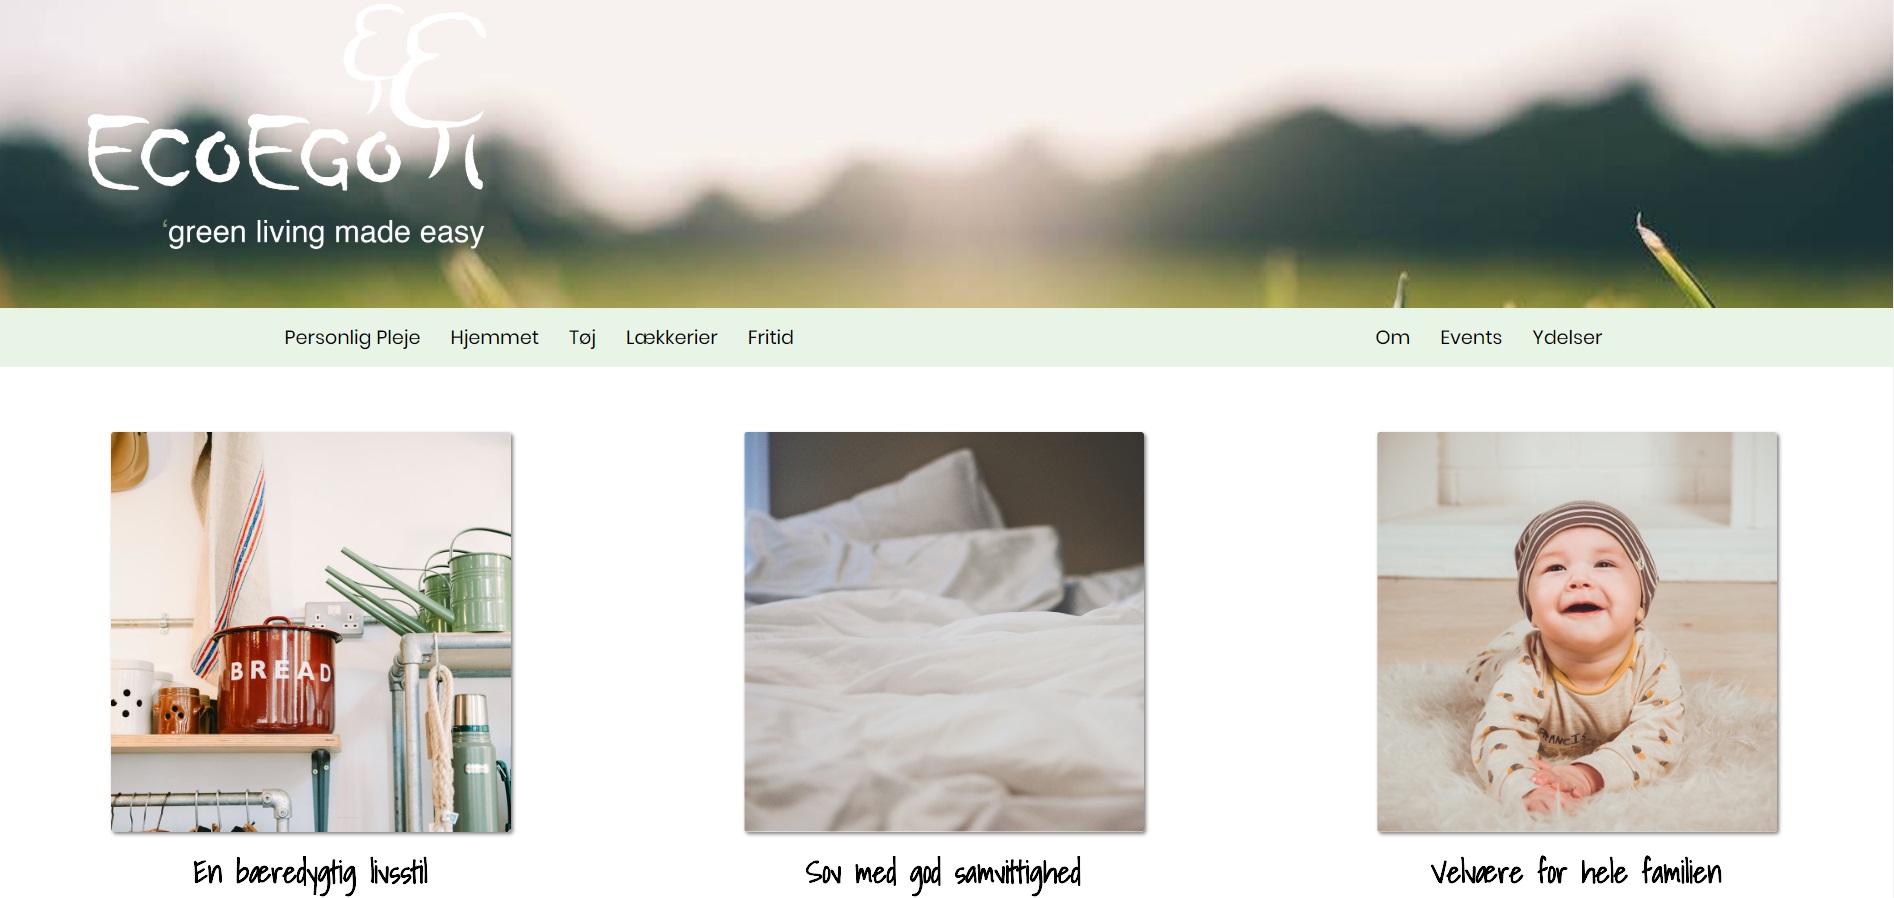 ECOEGO
'green living made easy
Personlig Pleje Hjemmet Tøj Lækkerier Fritid Om Events Ydelser
BREAD
FRANCIS
En bæredygtig livsstil
Sov med god samvittighed
Velvære for hele familien